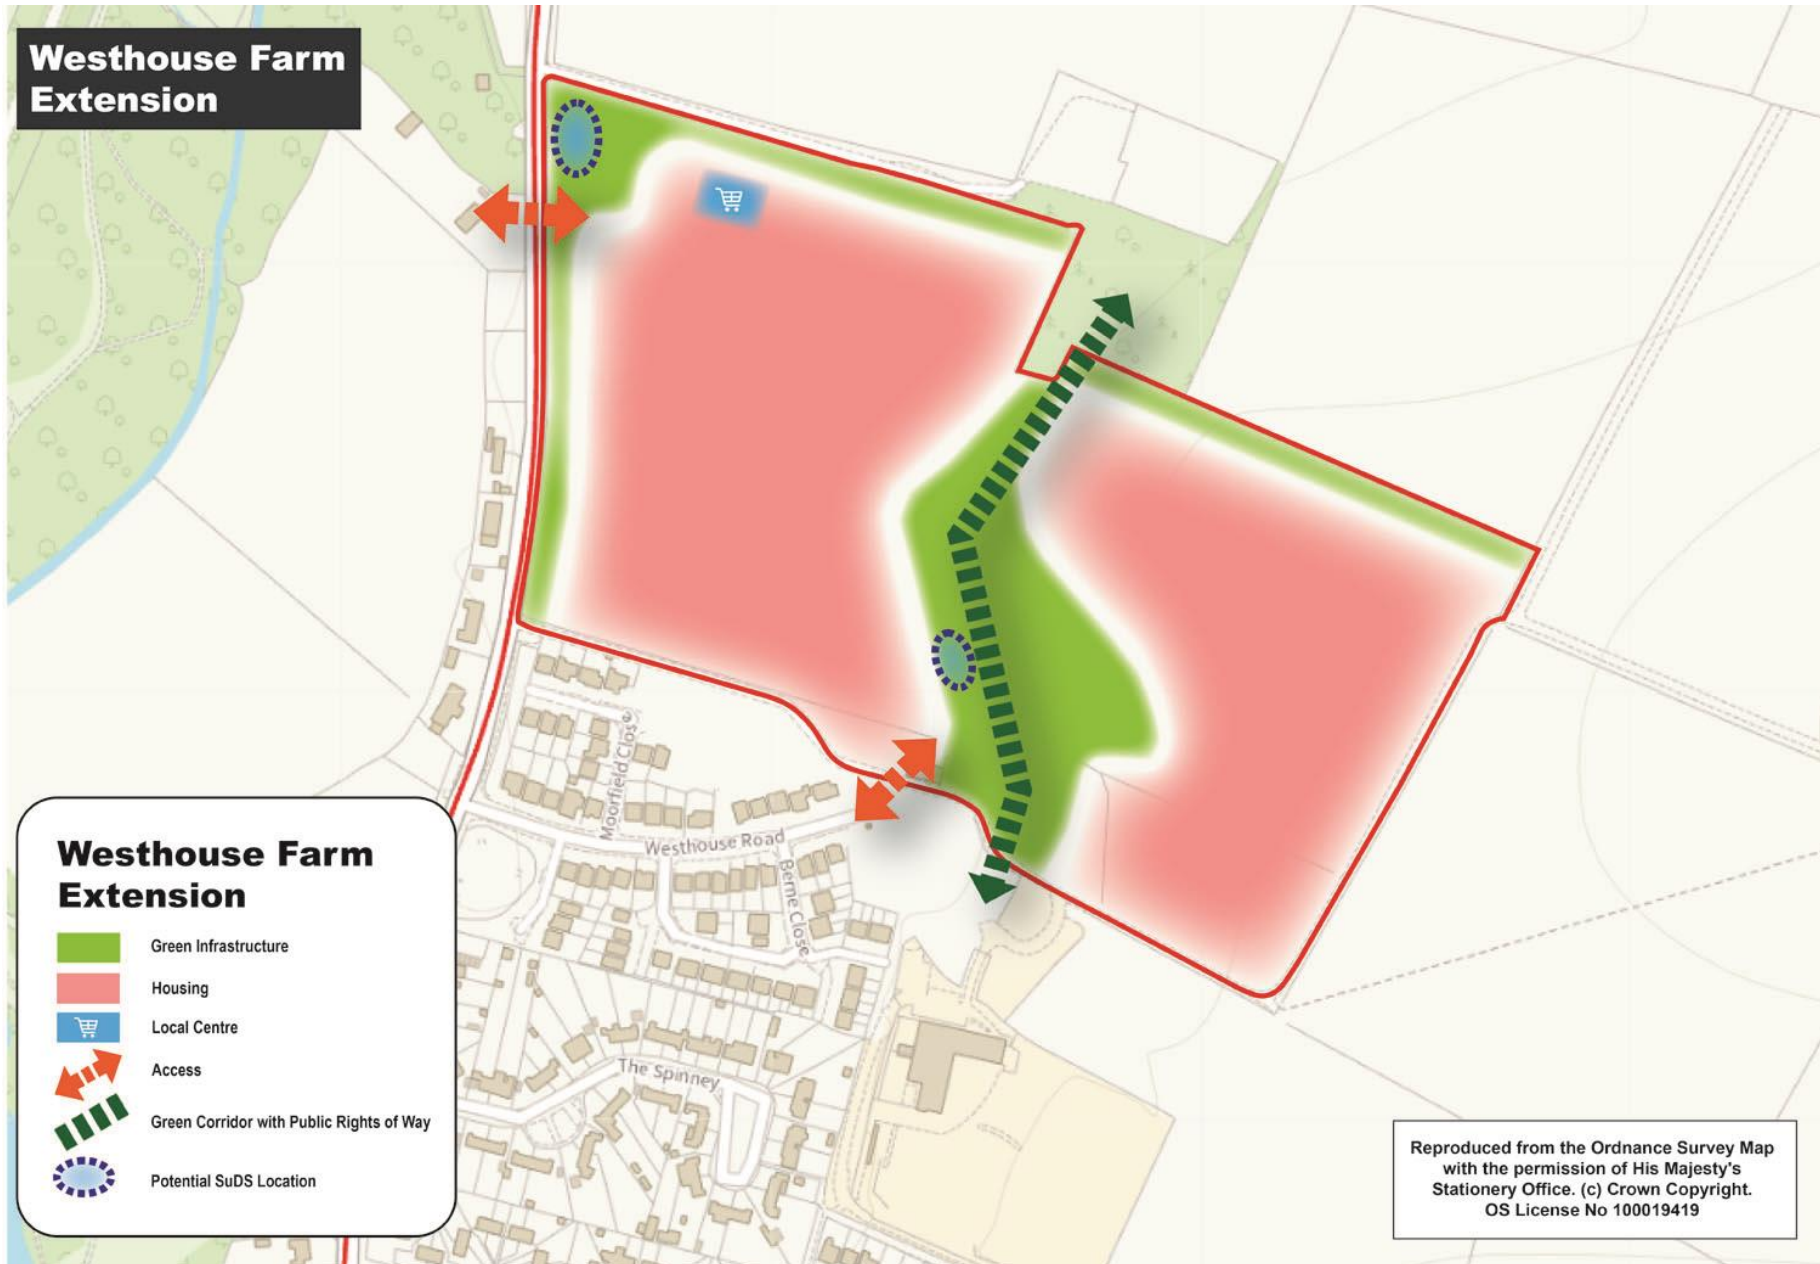 Westhouse Farm
Extension
Moorfield Close
Westhouse Road
Berne Close
The Spinney
Westhouse Farm
Extension
Green Infrastructure
Housing
Local Centre
Access
Green Corridor with Public Rights of Way
Potential SuDS Location
Reproduced from the Ordnance Survey Map
with the permission of His Majesty's
Stationery Office. (c) Crown Copyright.
OS License No 100019419